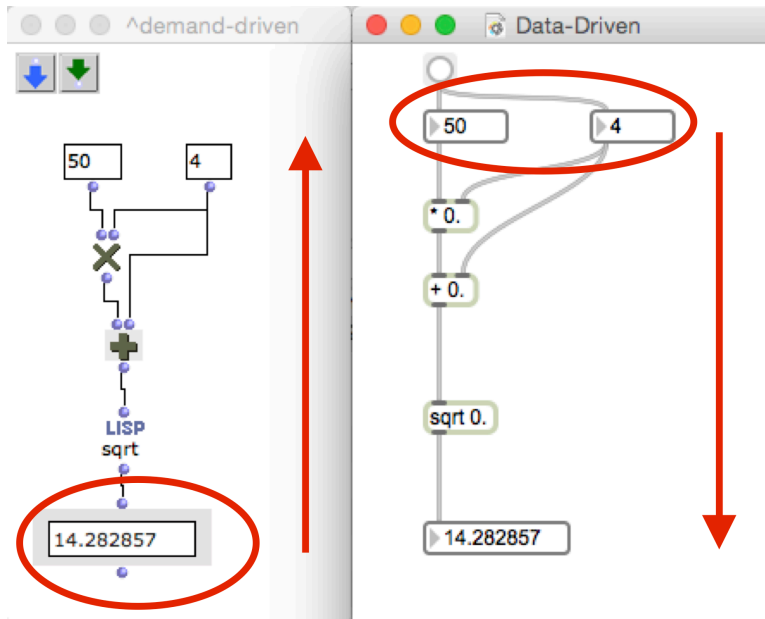 ^demand-driven
50
4
LISP
sqrt
14.282857
Data-Driven
50
4
* 0.
+ 0.
sqrt 0.
14.282857